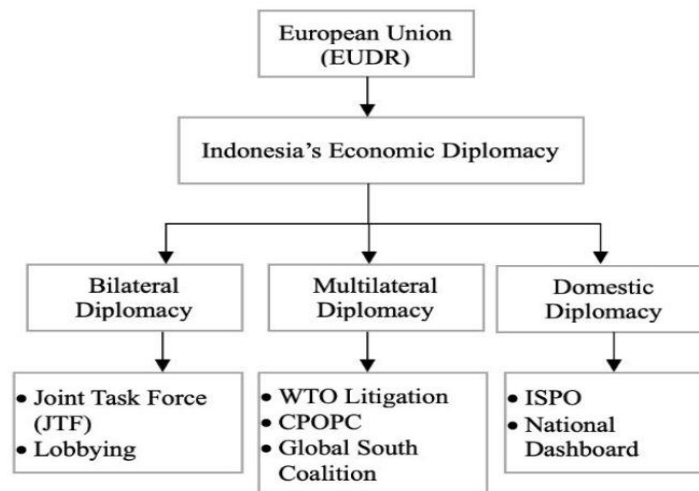 European Union
(EUDR)
Indonesia's Economic Diplomacy
Bilateral
Diplomacy
Multilateral
Diplomacy
Domestic
Diplomacy
• Joint Task Force
(JTF)
• Lobbying
• WTO Litigation
• CPOPC
• Global South
Coalition
• ISPO
• National
Dashboard